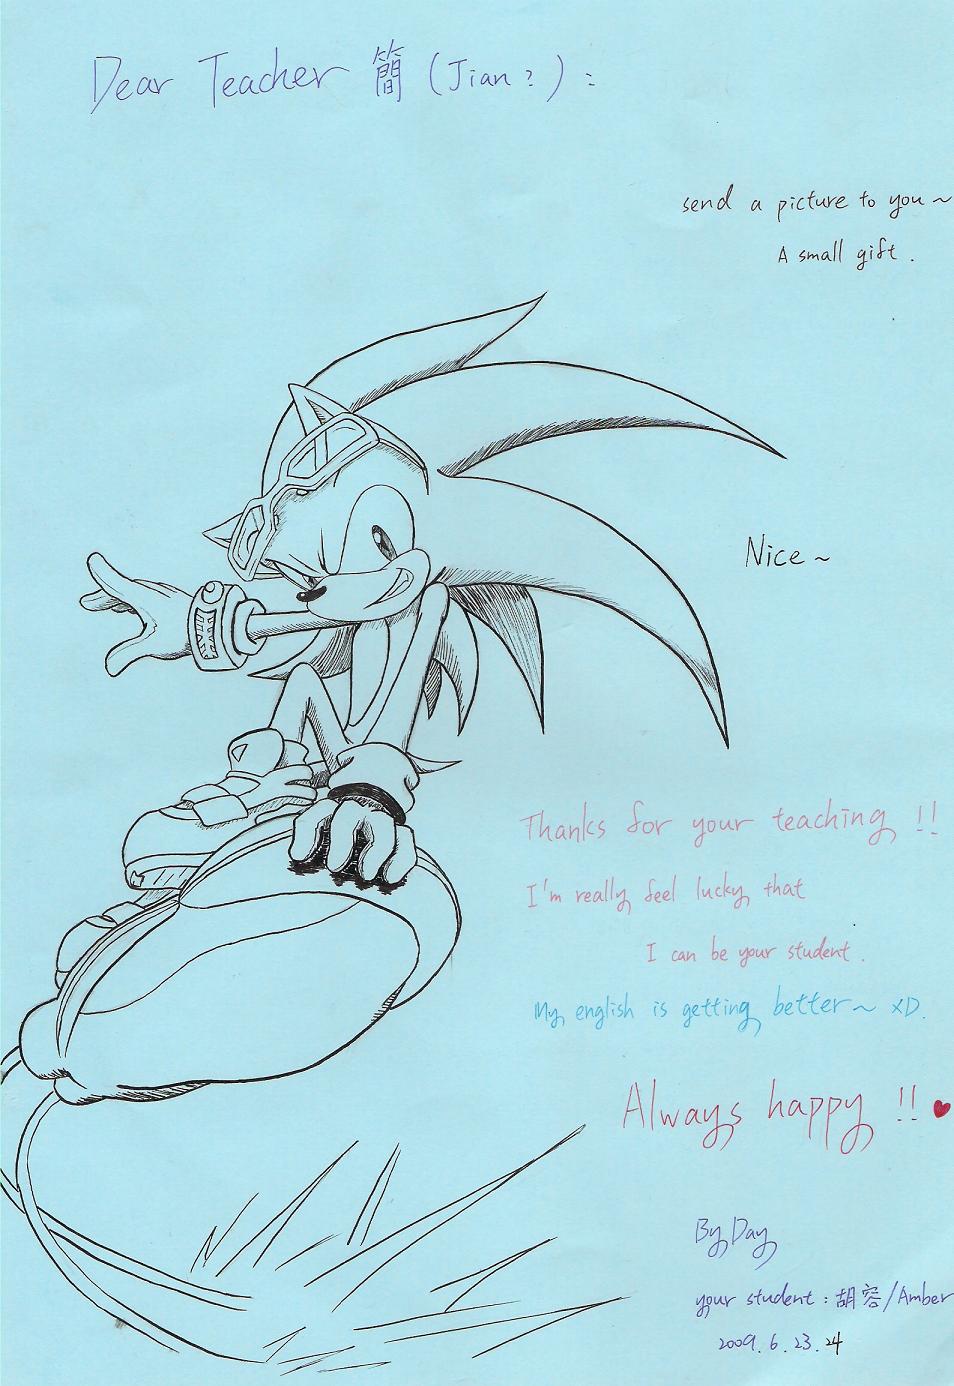 Dear Teacher 簡 (Jian?) :
send a picture to you~
A small gift.
Nice~
Thanks for your teaching !!
I'm really feel lucky that
I can be your student.
My english is getting better~ XD.
Always happy !! ♥
By Day
your student : 胡容/Amber
2009. 6. 23. 24